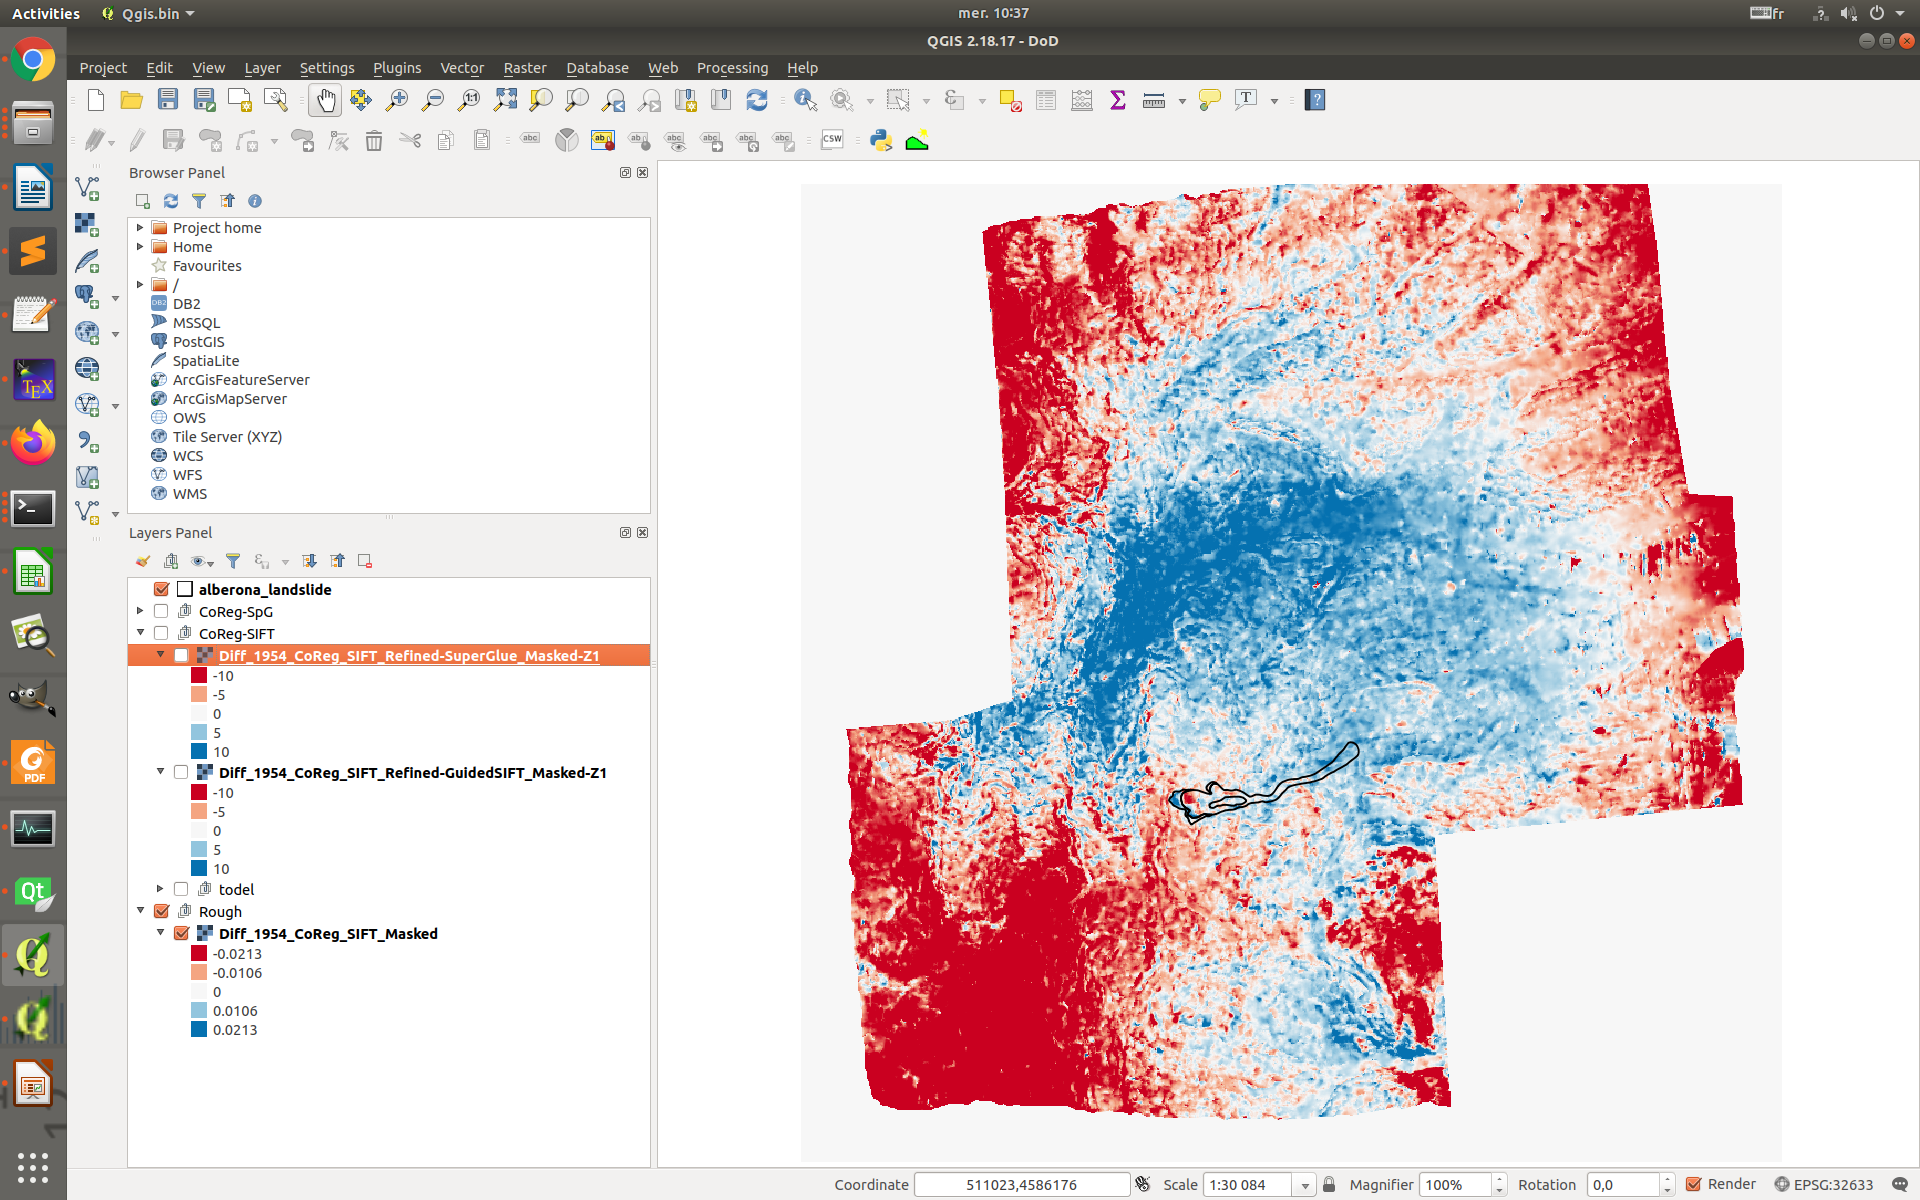 Activities Qgis.bin mer. 10:37 fr
QGIS 2.18.17 - DoD
Project Edit View Layer Settings Plugins Vector Raster Database Web Processing Help
Browser Panel
Project home
Home
Favourites
/
DB2
MSSQL
PostGIS
SpatiaLite
ArcGisFeatureServer
ArcGisMapServer
OWS
Tile Server (XYZ)
WCS
WFS
WMS
Layers Panel
alberona_landslide
CoReg-SpG
CoReg-SIFT
Diff_1954_CoReg_SIFT_Refined-SuperGlue_Masked-Z1
-10
-5
0
5
10
Diff_1954_CoReg_SIFT_Refined-GuidedSIFT_Masked-Z1
-10
-5
0
5
10
todel
Rough
Diff_1954_CoReg_SIFT_Masked
-0.0213
-0.0106
0
0.0106
0.0213
Coordinate 511023,4586176 Scale 1:30 084 Magnifier 100% Rotation 0,0 Render EPSG:32633